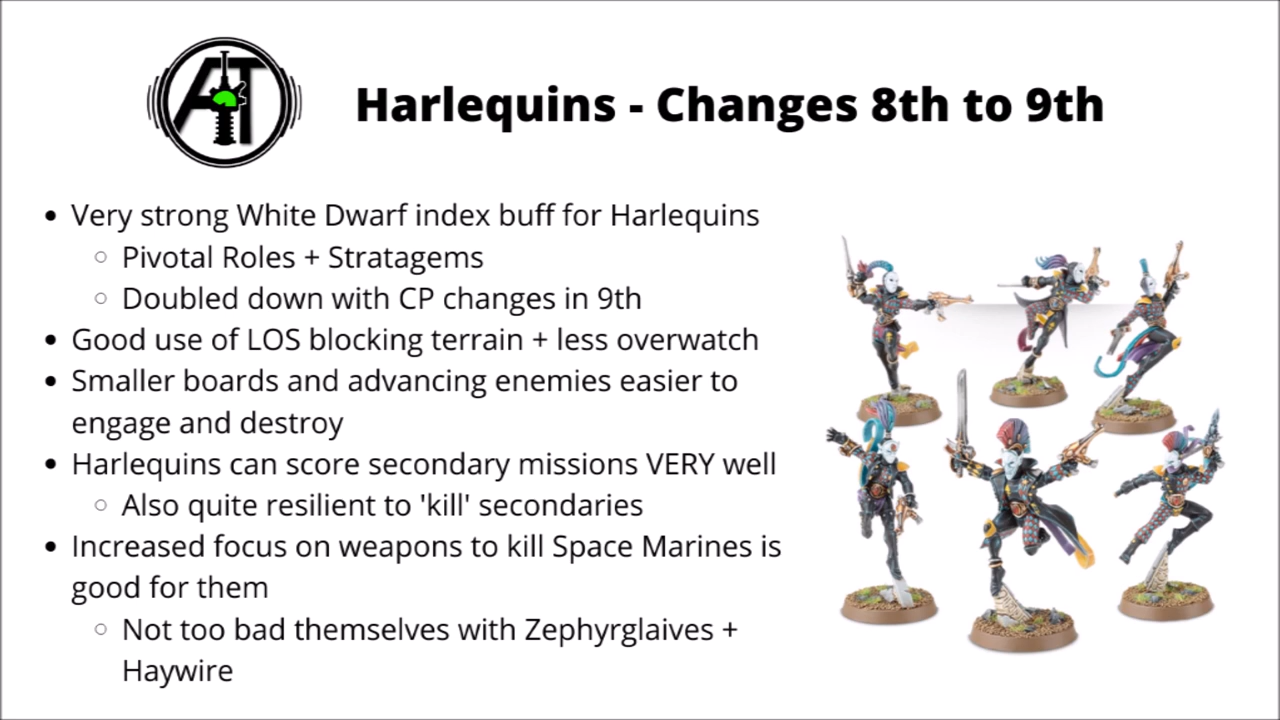 AT
Harlequins - Changes 8th to 9th
• Very strong White Dwarf index buff for Harlequins
○ Pivotal Roles + Stratagems
○ Doubled down with CP changes in 9th
• Good use of LOS blocking terrain + less overwatch
• Smaller boards and advancing enemies easier to
engage and destroy
• Harlequins can score secondary missions VERY well
○ Also quite resilient to 'kill' secondaries
• Increased focus on weapons to kill Space Marines is
good for them
○ Not too bad themselves with Zephyrglaives +
Haywire